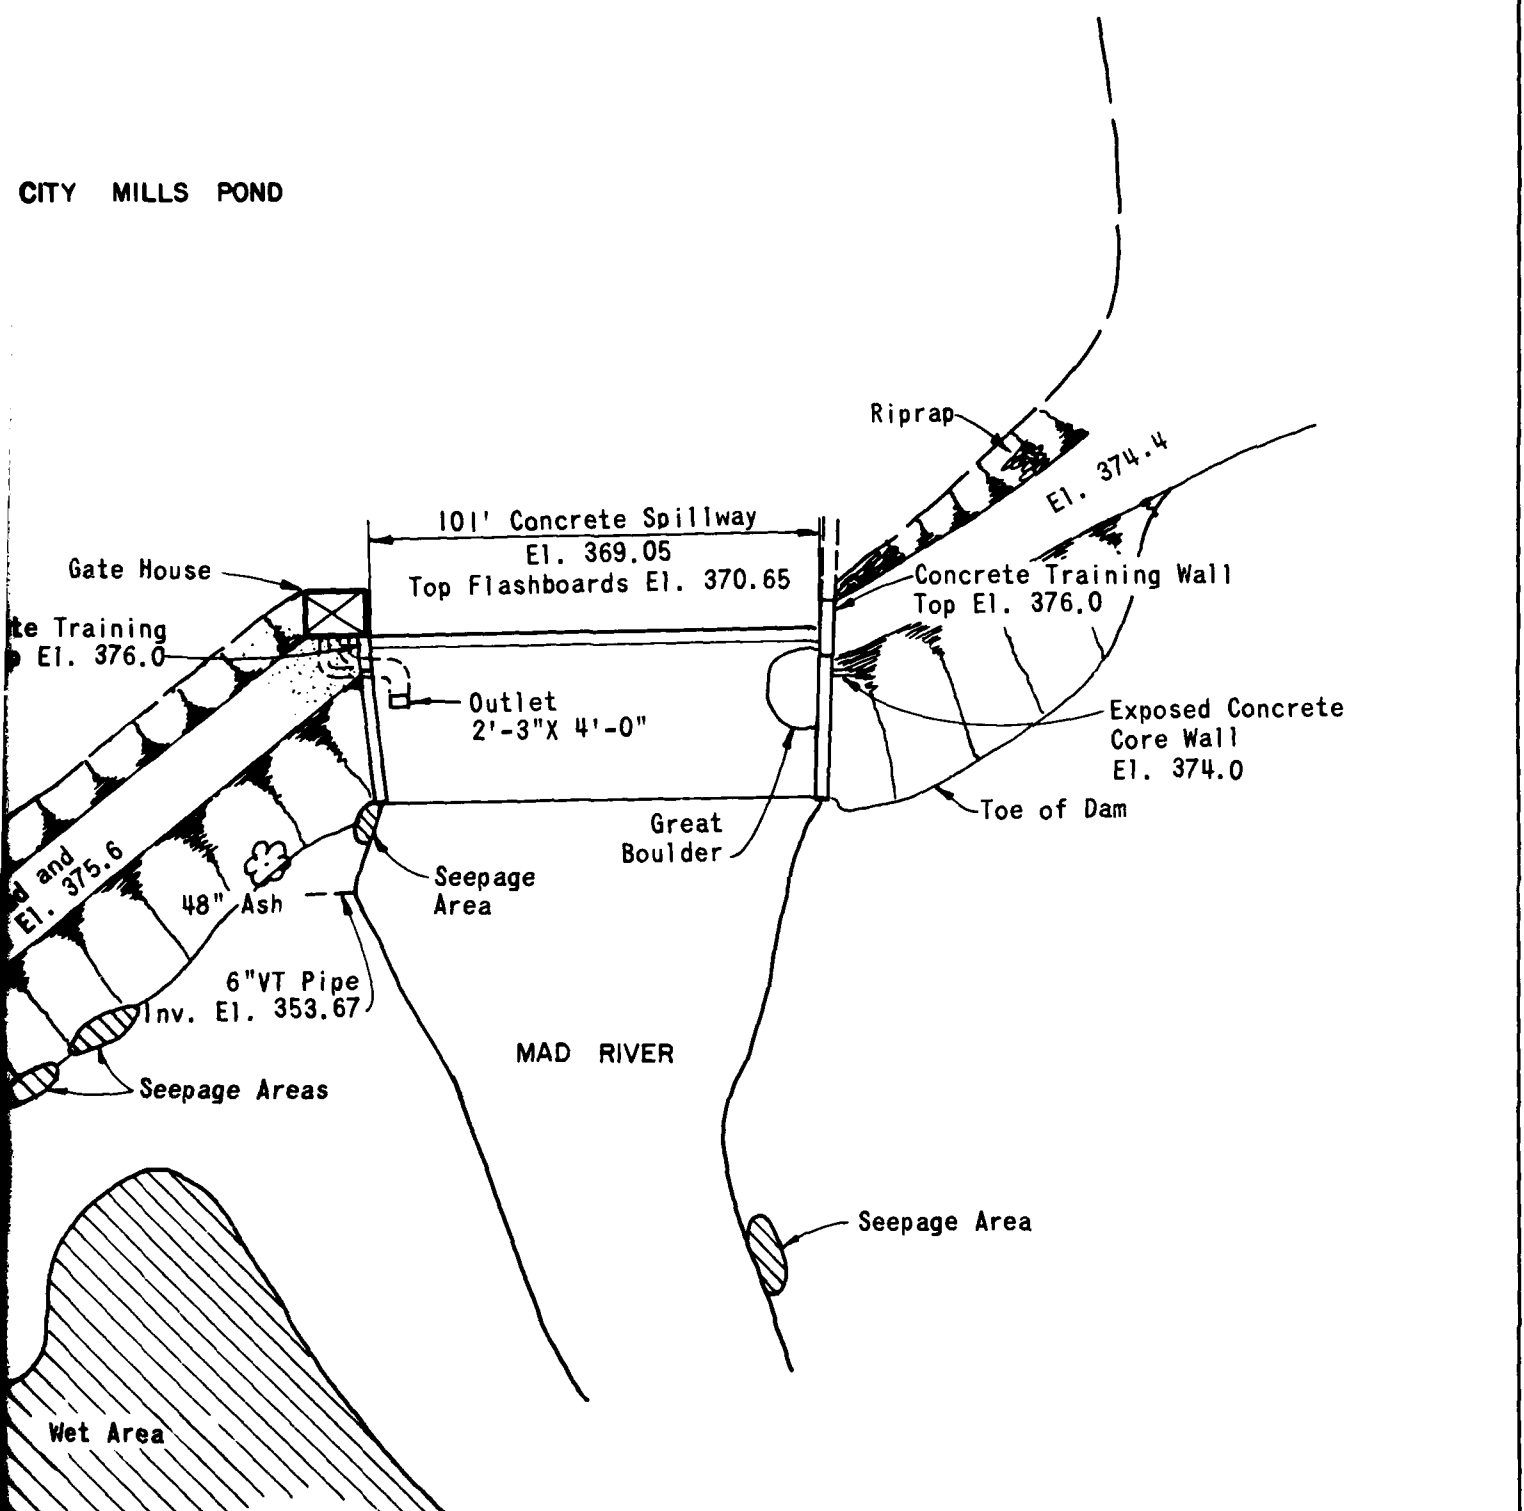 CITY MILLS POND
Riprap
El. 374.4
101' Concrete Spillway
El. 369.05
Top Flashboards El. 370.65
Gate House
Concrete Training Wall
Top El. 376.0
te Training
El. 376.0
Outlet
2'-3"X 4'-0"
Exposed Concrete
Core Wall
El. 374.0
Toe of Dam
Great
Boulder
d and
El. 375.6
Seepage
Area
48" Ash
6"VT Pipe
Inv. El. 353.67
MAD RIVER
Seepage Areas
Seepage Area
Wet Area